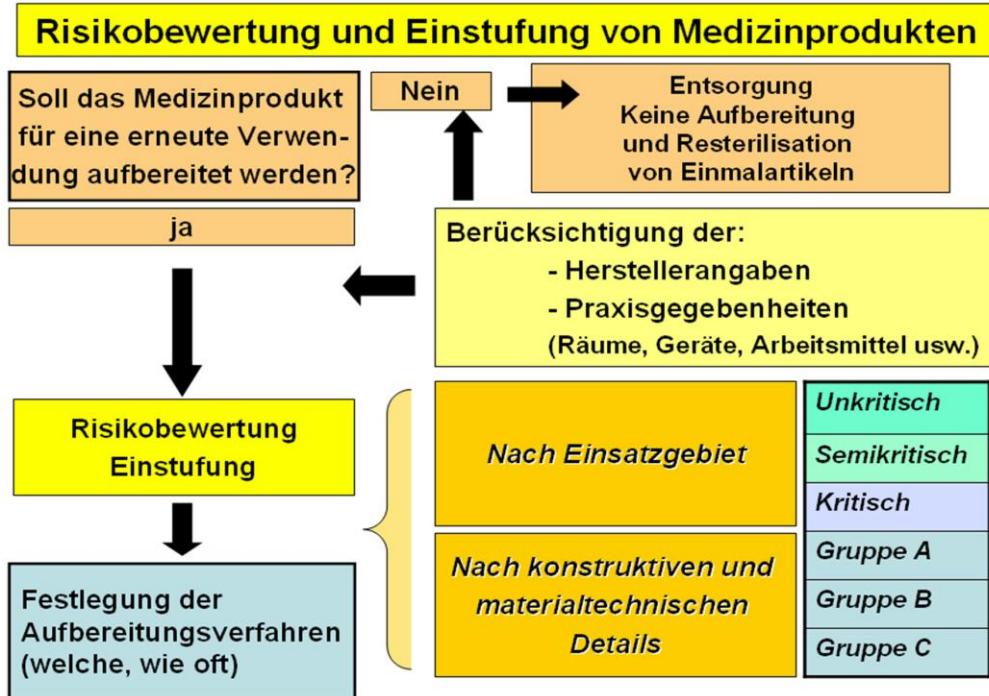 Risikobewertung und Einstufung von Medizinprodukten
Soll das Medizinprodukt
für eine erneute Verwen-
dung aufbereitet werden?
ja
Nein
Entsorgung
Keine Aufbereitung
und Resterilisation
von Einmalartikeln
Berücksichtigung der:
- Herstellerangaben
- Praxisgegebenheiten
(Räume, Geräte, Arbeitsmittel usw.)
Risikobewertung
Einstufung
Festlegung der
Aufbereitungsverfahren
(welche, wie oft)
Nach Einsatzgebiet
Unkritisch
Semikritisch
Kritisch
Nach konstruktiven und
materialtechnischen
Details
Gruppe A
Gruppe B
Gruppe C